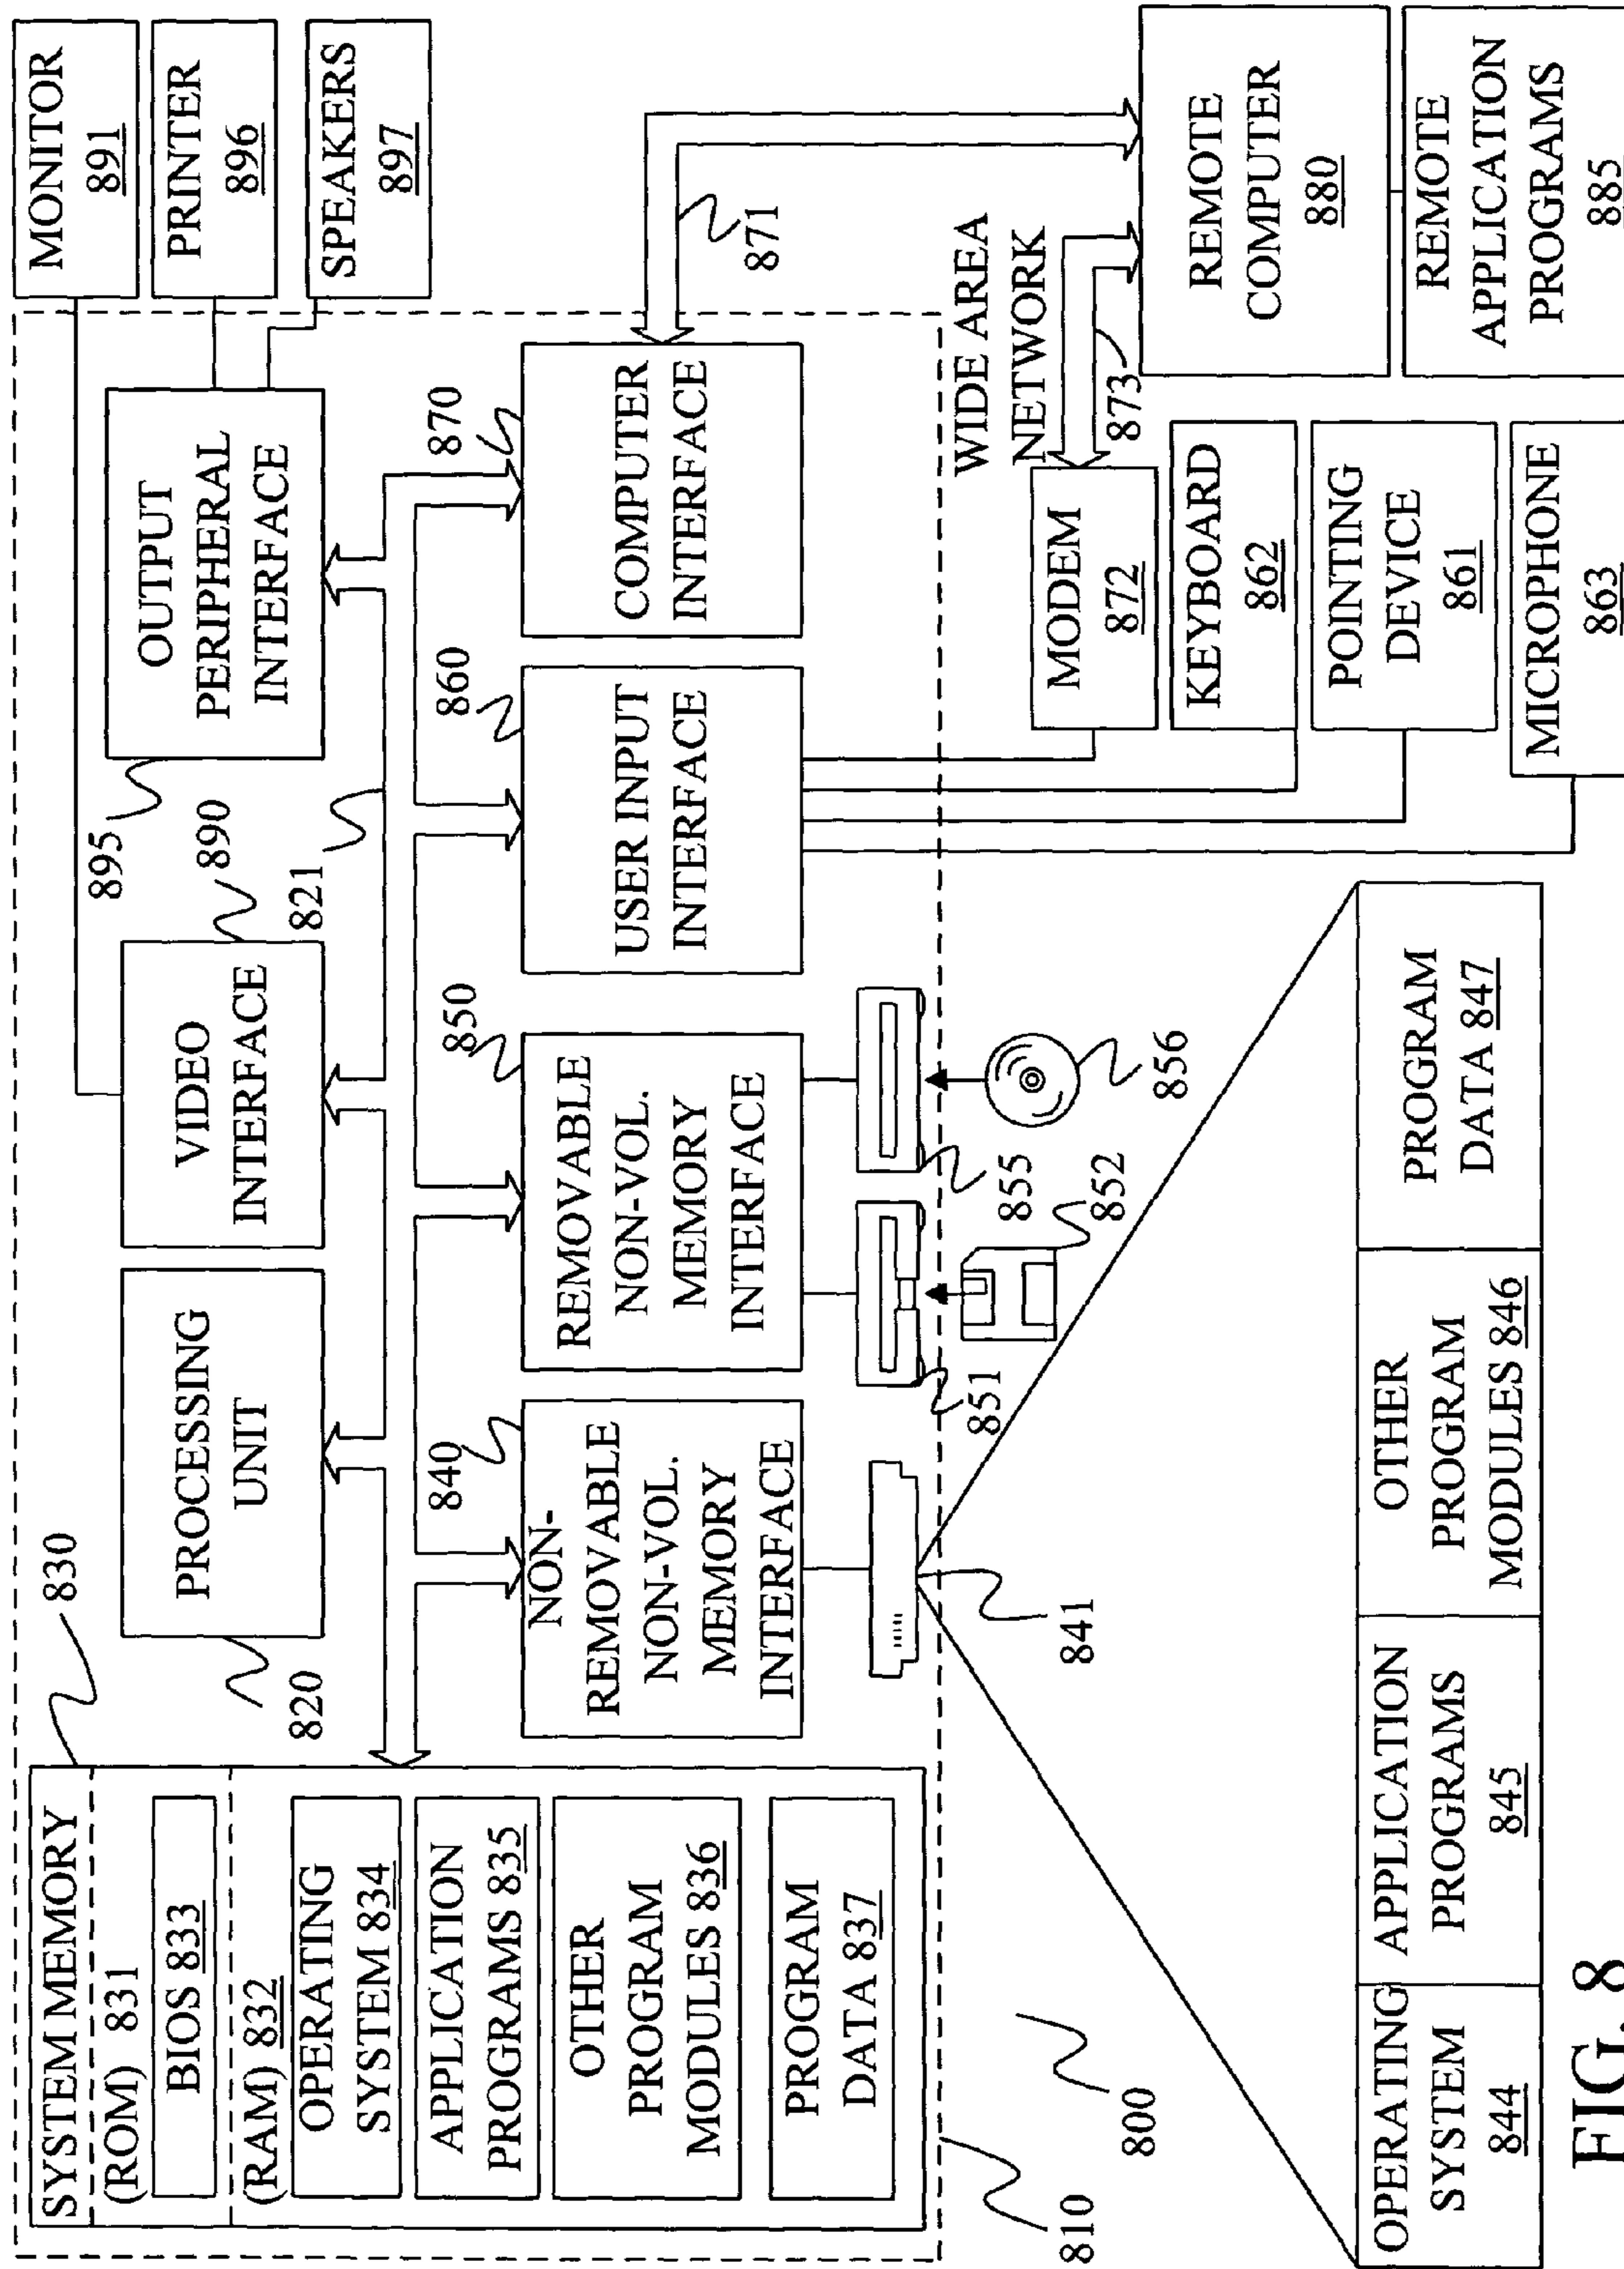 SYSTEM MEMORY
(ROM) 831
BIOS 833
(RAM) 832
OPERATING
SYSTEM 834
APPLICATION
PROGRAMS 835
OTHER
PROGRAM
MODULES 836
PROGRAM
DATA 837
830
820
PROCESSING
UNIT
VIDEO
INTERFACE
890
821
895
OUTPUT
PERIPHERAL
INTERFACE
MONITOR
891
PRINTER
896
SPEAKERS
897
840
NON-
REMOVABLE
NON-VOL.
MEMORY
INTERFACE
850
REMOVABLE
NON-VOL.
MEMORY
INTERFACE
860
USER INPUT
INTERFACE
870
COMPUTER
INTERFACE
871
841
851
852
855
856
WIDE AREA
NETWORK
873
MODEM
872
KEYBOARD
862
POINTING
DEVICE
861
MICROPHONE
863
REMOTE
COMPUTER
880
REMOTE
APPLICATION
PROGRAMS
885
810
800
OPERATING
SYSTEM
844
APPLICATION
PROGRAMS
845
OTHER
PROGRAM
MODULES 846
PROGRAM
DATA 847
FIG. 8